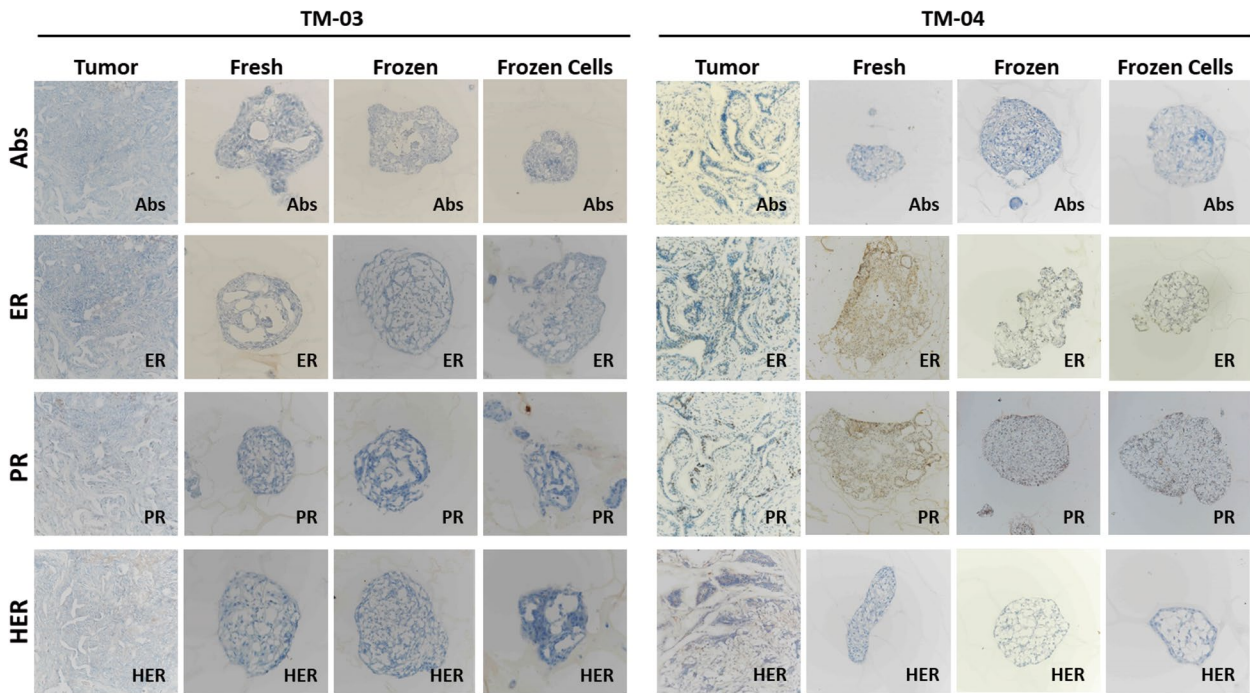 TM-03 TM-04
Tumor Fresh Frozen Frozen Cells Tumor Fresh Frozen Frozen Cells
Abs Abs Abs Abs Abs Abs Abs Abs Abs
ER ER ER ER ER ER ER ER ER
PR PR PR PR PR PR PR PR PR
HER HER HER HER HER HER HER HER HER